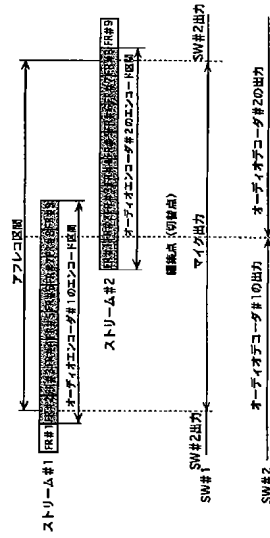 アフレコ区間
ストリーム#1
FR#1
オーディオエンコーダ#1のエンコード区間
FR#9
オーディオエンコーダ#2のエンコード区間
ストリーム#2
編集点（切替点）
SW#2出力
マイク出力
SW#2出力
SW#1
オーディオデコーダ#1の出力
オーディオデコーダ#2の出力
SW#2